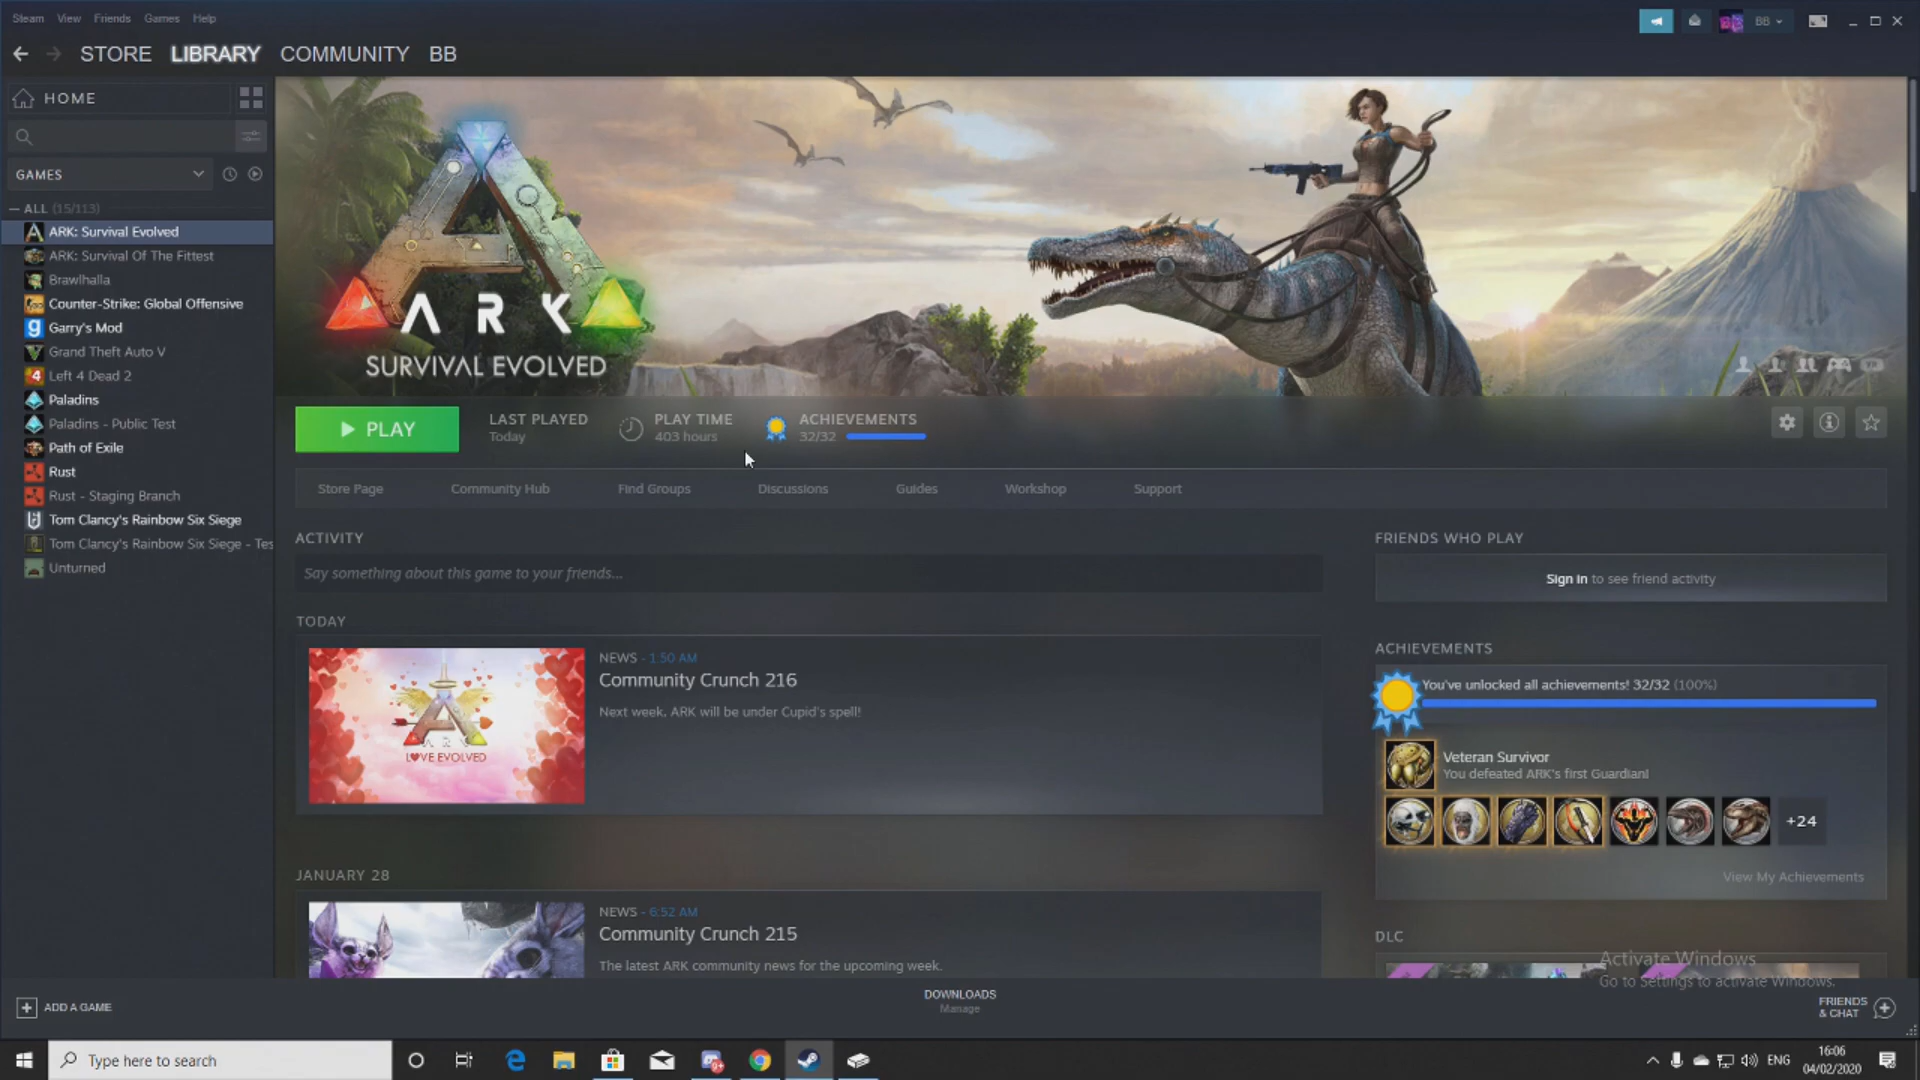 Steam View Friends Games Help
BB
STORE LIBRARY COMMUNITY BB
HOME
GAMES
ALL (15/113)
ARK: Survival Evolved
ARK: Survival Of The Fittest
Brawlhalla
Counter-Strike: Global Offensive
Garry's Mod
Grand Theft Auto V
Left 4 Dead 2
Paladins
Paladins - Public Test
Path of Exile
Rust
Rust - Staging Branch
Tom Clancy's Rainbow Six Siege
Tom Clancy's Rainbow Six Siege - Tes
Unturned
ARK
SURVIVAL EVOLVED
PLAY
LAST PLAYED
Today
PLAY TIME
403 hours
ACHIEVEMENTS
32/32
Store Page Community Hub Find Groups Discussions Guides Workshop Support
ACTIVITY
Say something about this game to your friends...
TODAY
NEWS - 1:50 AM
Community Crunch 216
Next week, ARK will be under Cupid's spell!
ARK
LOVE EVOLVED
JANUARY 28
NEWS - 6:52 AM
Community Crunch 215
The latest ARK community news for the upcoming week.
FRIENDS WHO PLAY
Sign in to see friend activity
ACHIEVEMENTS
You've unlocked all achievements! 32/32 (100%)
Veteran Survivor
You defeated ARK's first Guardian!
+24
View My Achievements
DLC
Activate Windows
Go to Settings to activate Windows.
ADD A GAME
DOWNLOADS
Manage
FRIENDS
& CHAT
Type here to search
ENG
16:06
04/02/2020